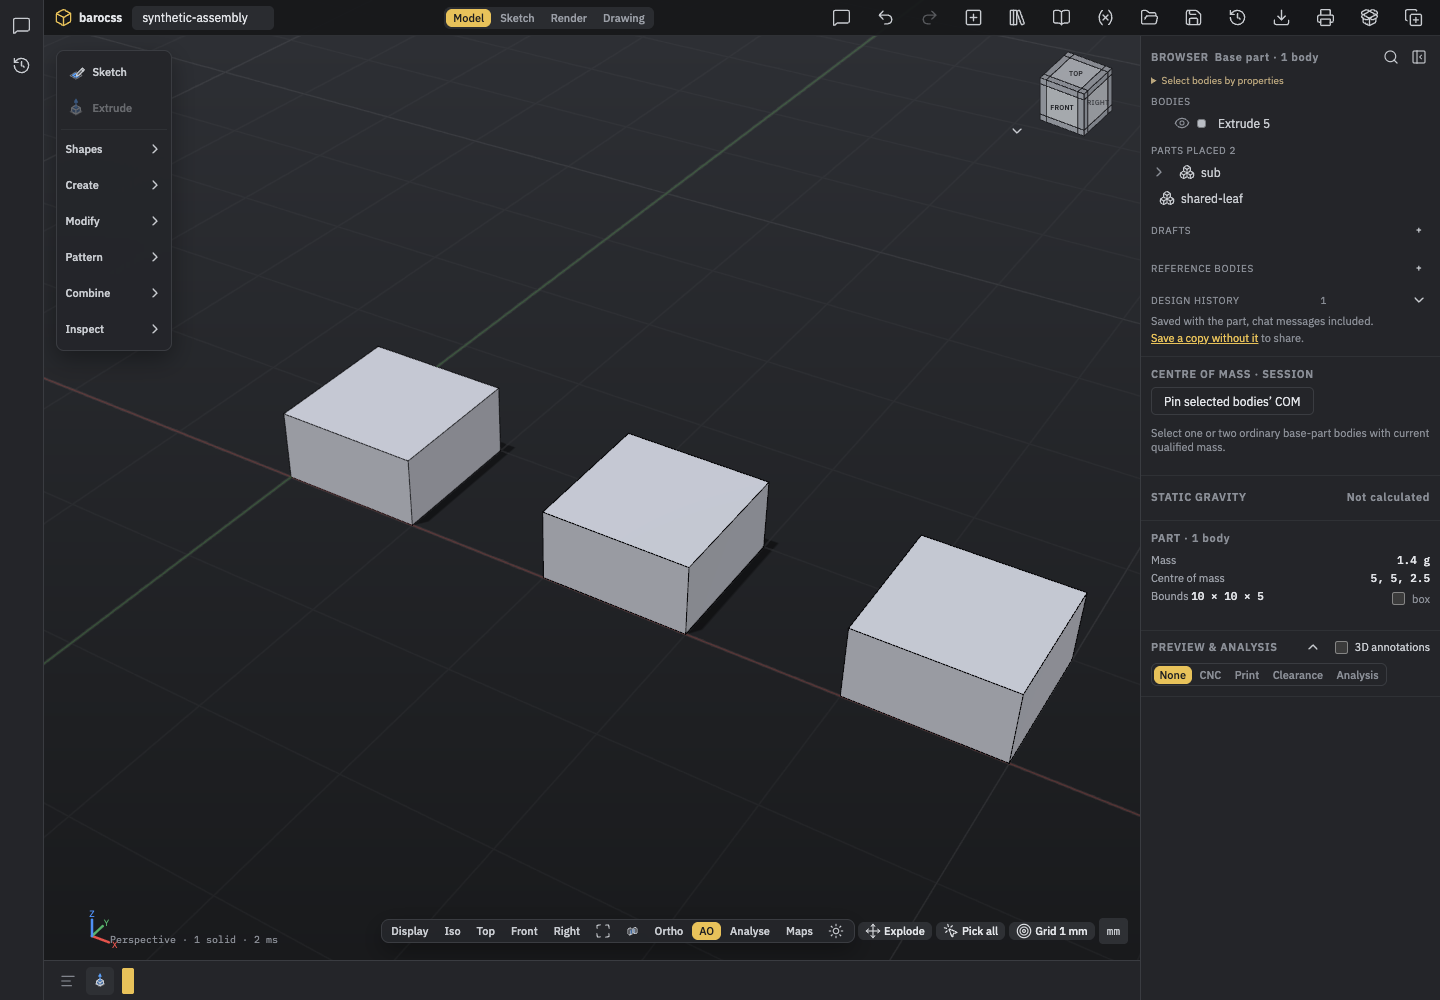 barocss
synthetic-assembly
Model Sketch Render Drawing
Sketch
Extrude
Shapes
Create
Modify
Pattern
Combine
Inspect
TOP
FRONT
RIGHT
BROWSER Base part · 1 body
Select bodies by properties
BODIES
Extrude 5
PARTS PLACED 2
sub
shared-leaf
DRAFTS +
REFERENCE BODIES +
DESIGN HISTORY 1
Saved with the part, chat messages included.
Save a copy without it to share.
CENTRE OF MASS · SESSION
Pin selected bodies’ COM
Select one or two ordinary base-part bodies with current
qualified mass.
STATIC GRAVITY Not calculated
PART · 1 body
Mass 1.4 g
Centre of mass 5, 5, 2.5
Bounds 10 × 10 × 5 box
PREVIEW & ANALYSIS 3D annotations
None CNC Print Clearance Analysis
Z
Y
X
Perspective · 1 solid · 2 ms
Display Iso Top Front Right Ortho AO Analyse Maps Explode Pick all Grid 1 mm mm